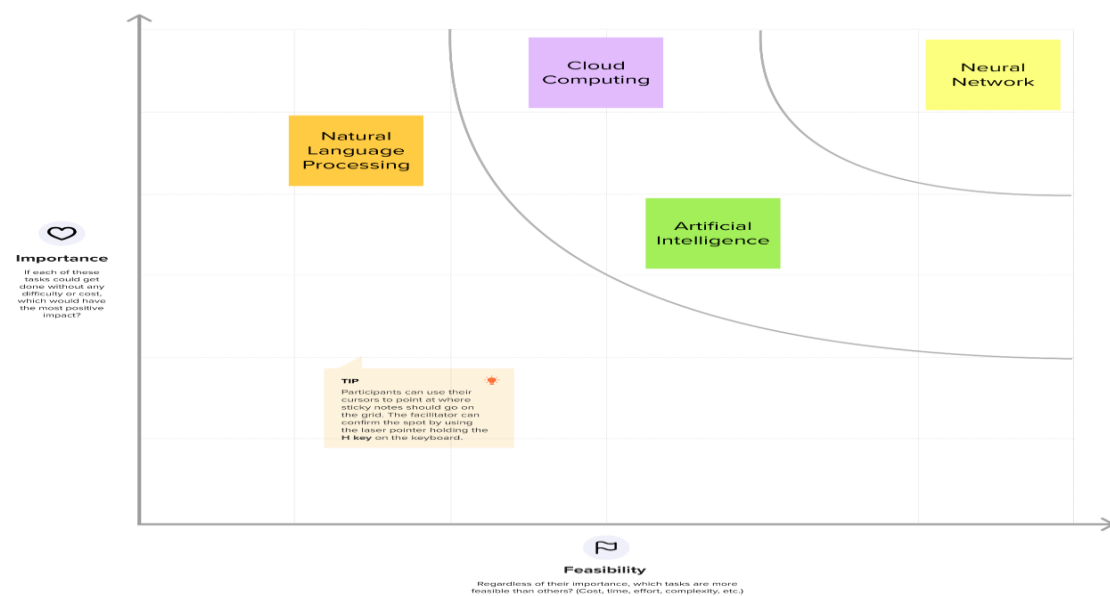 Cloud
Computing
Neural
Network
Natural
Language
Processing
Artificial
Intelligence
Importance
If each of these
tasks could get
done without any
difficulty or cost,
which would have
the most positive
impact?
TIP
Participants can use their
cursors to point at where
sticky notes should go on
the grid. The facilitator can
confirm the spot by using
the laser pointer holding the
H key on the keyboard.
Feasibility
Regardless of their importance, which tasks are more
feasible than others? (Cost, time, effort, complexity, etc.)